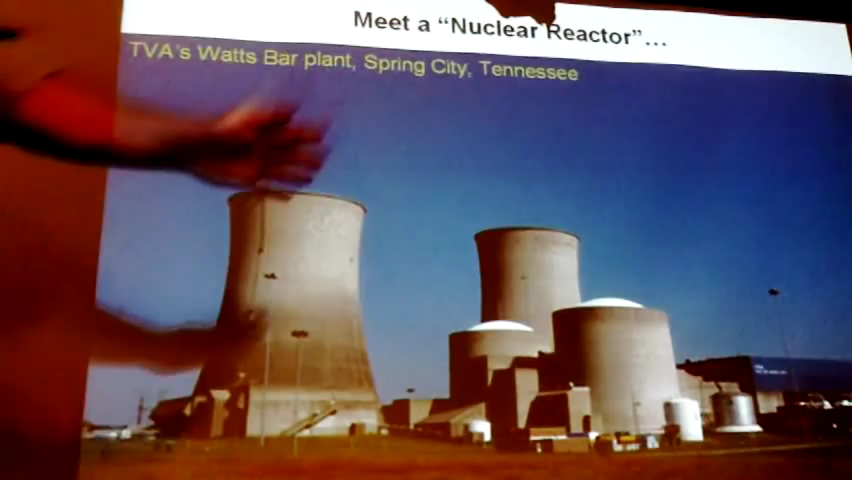 Meet a “Nuclear Reactor”…
TVA's Watts Bar plant, Spring City, Tennessee